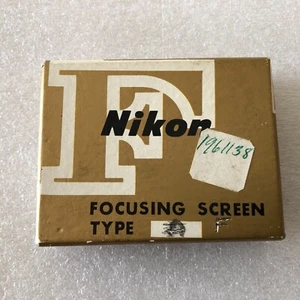 F
Nikon
1961138
FOCUSING SCREEN
TYPE F